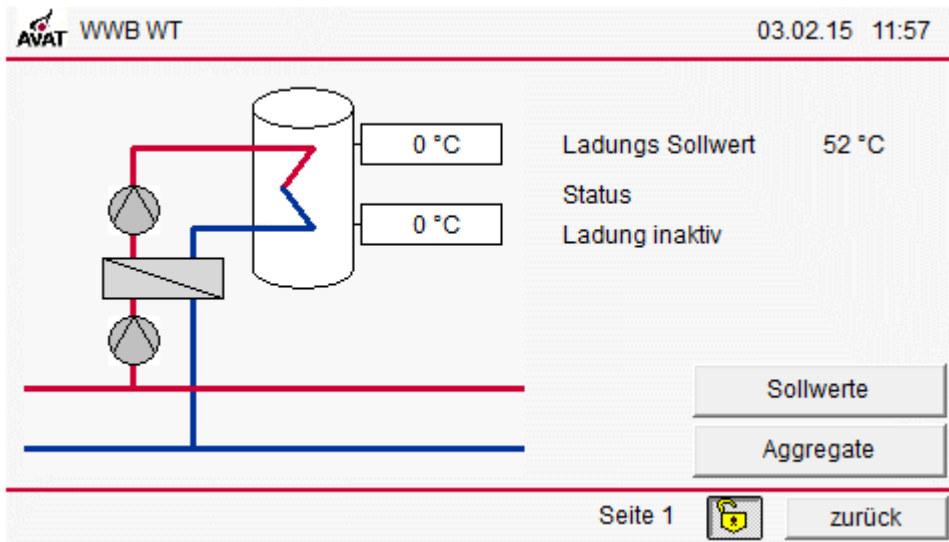 AVAT WWB WT 03.02.15 11:57
0 °C
Ladungs Sollwert 52 °C
Status
0 °C
Ladung inaktiv
Sollwerte
Aggregate
Seite 1 zurück